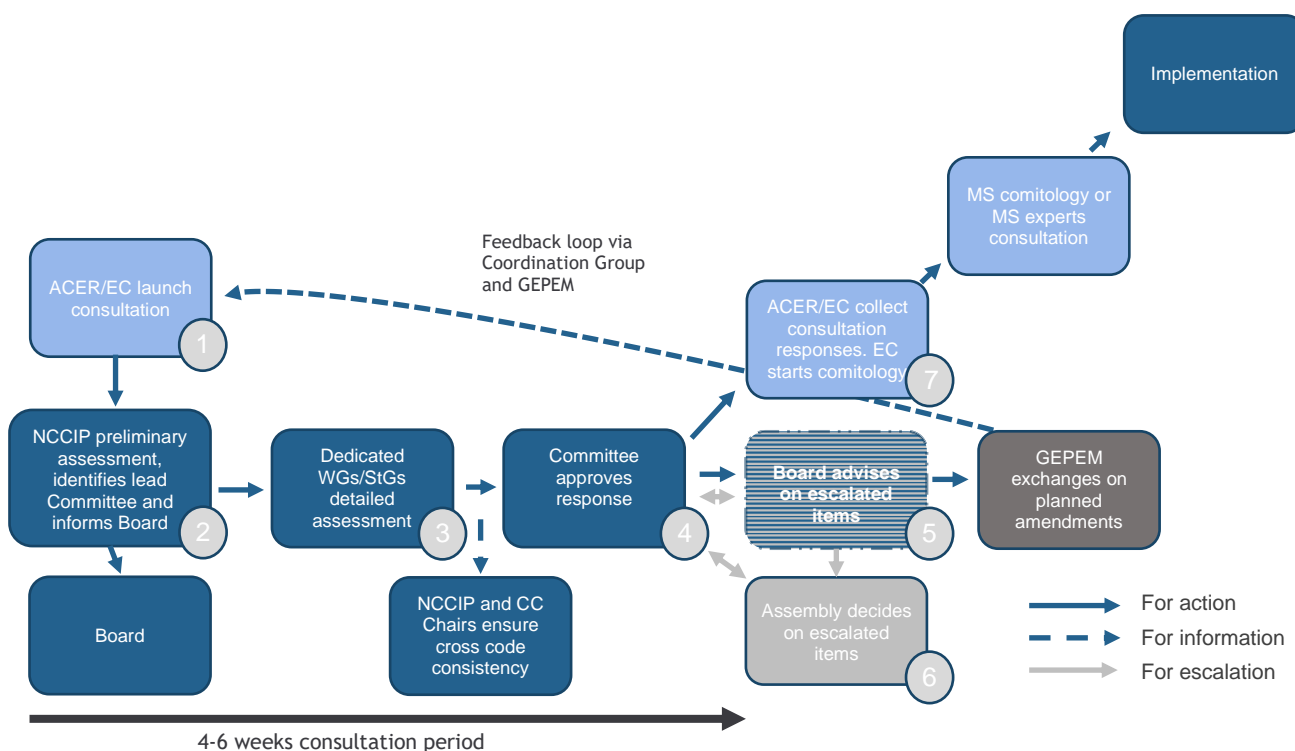 Implementation
MS comitology or
MS experts
consultation
Feedback loop via
Coordination Group
and GEPEM
ACER/EC launch
consultation
1
ACER/EC collect
consultation
responses. EC
starts comitology
7
NCCIP preliminary
assessment,
identifies lead
Committee and
informs Board
2
Dedicated
WGs/StGs
detailed
assessment
3
Committee
approves
response
4
Board advises
on escalated
items
5
GEPEM
exchanges on
planned
amendments
Board
NCCIP and CC
Chairs ensure
cross code
consistency
Assembly decides
on escalated
items
6
For action
For information
For escalation
4-6 weeks consultation period